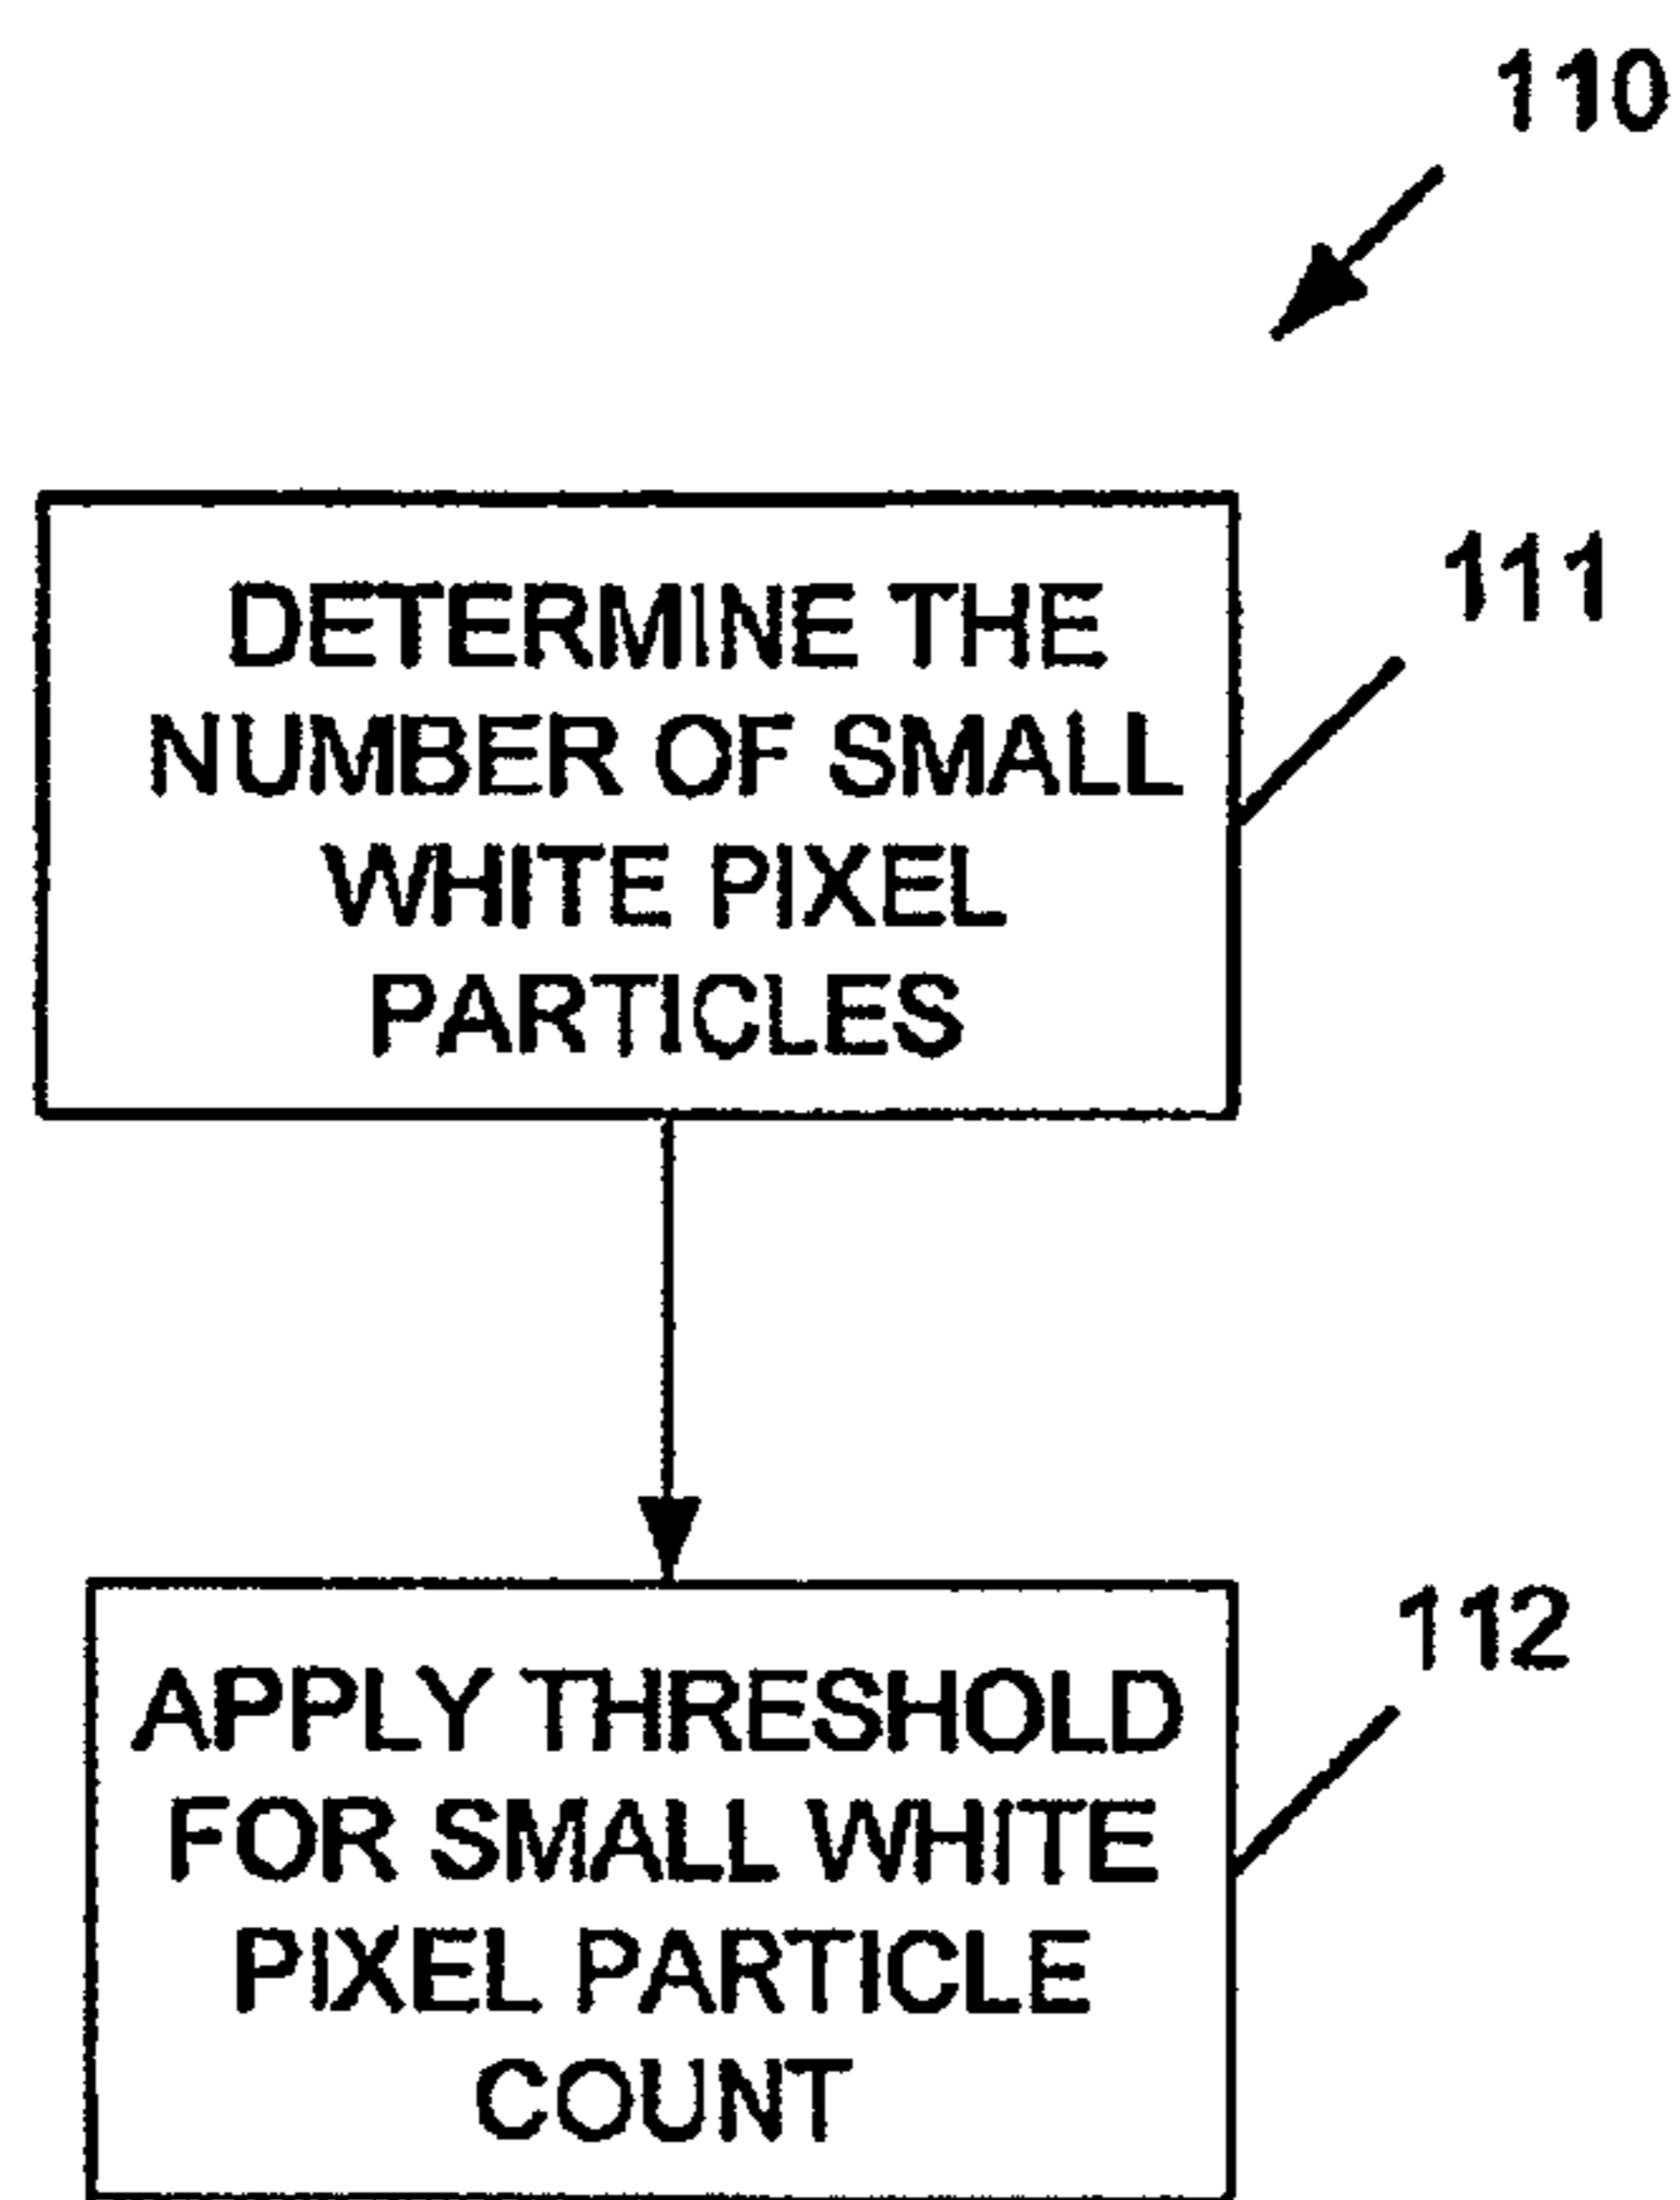 110
DETERMINE THE
NUMBER OF SMALL
WHITE PIXEL
PARTICLES
111
APPLY THRESHOLD
FOR SMALL WHITE
PIXEL PARTICLE
COUNT
112